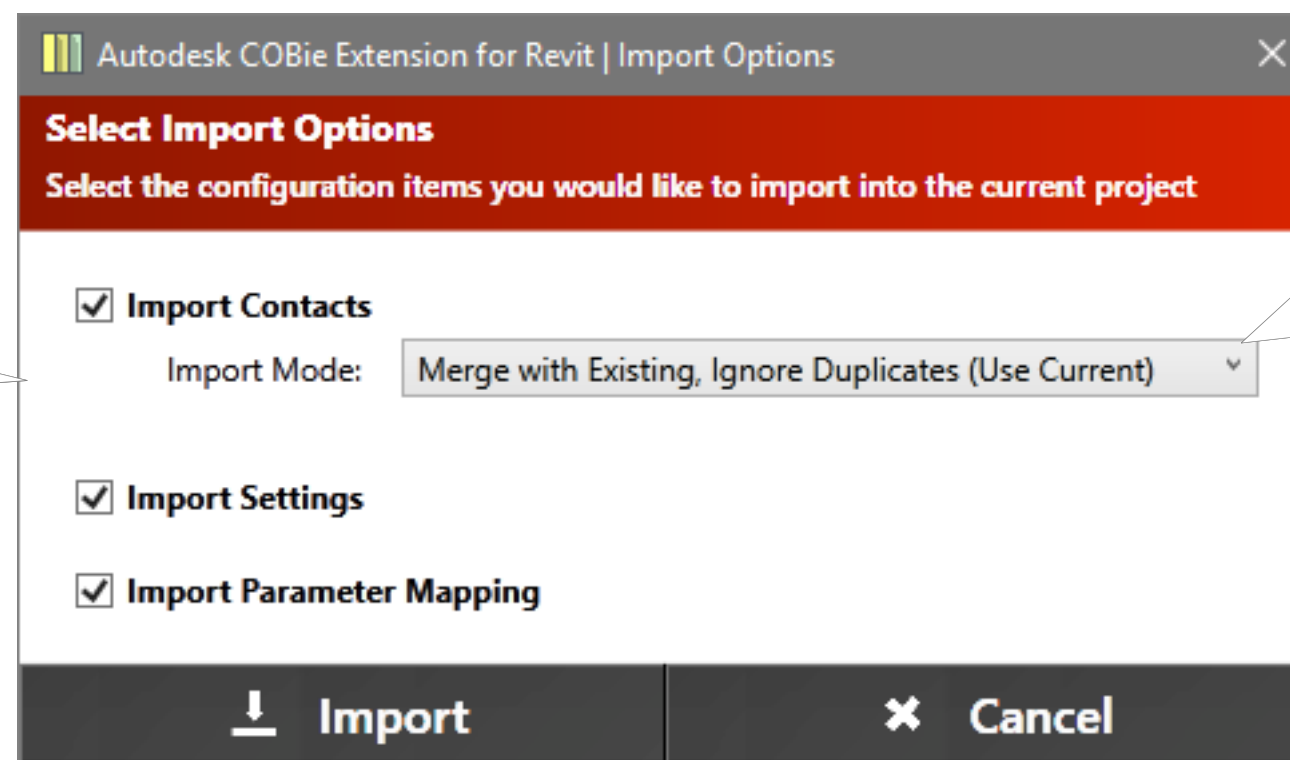 Autodesk COBie Extension for Revit | Import Options
Select Import Options
Select the configuration items you would like to import into the current project
Import Contacts
Import Mode: Merge with Existing, Ignore Duplicates (Use Current)
Import Settings
Import Parameter Mapping
Import Cancel